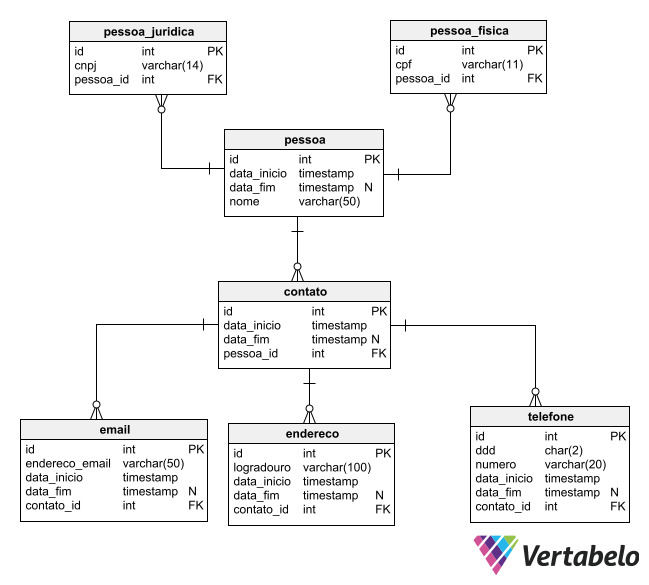 pessoa_juridica
id int PK
cnpj varchar(14)
pessoa_id int FK
pessoa_fisica
id int PK
cpf varchar(11)
pessoa_id int FK
pessoa
id int PK
data_inicio timestamp
data_fim timestamp N
nome varchar(50)
contato
id int PK
data_inicio timestamp
data_fim timestamp N
pessoa_id int FK
email
id int PK
endereco_email varchar(50)
data_inicio timestamp
data_fim timestamp N
contato_id int FK
endereco
id int PK
logradouro varchar(100)
data_inicio timestamp
data_fim timestamp N
contato_id int FK
telefone
id int PK
ddd char(2)
numero varchar(20)
data_inicio timestamp
data_fim timestamp N
contato_id int FK
Vertabelo